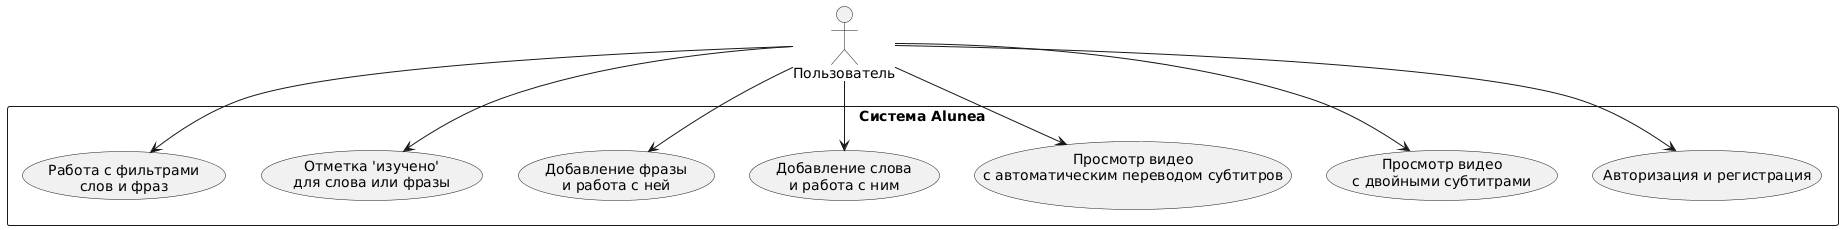 Пользователь
Система Alunea
Работа с фильтрами
слов и фраз
Отметка 'изучено'
для слова или фразы
Добавление фразы
и работа с ней
Добавление слова
и работа с ним
Просмотр видео
с автоматическим переводом субтитров
Просмотр видео
с двойными субтитрами
Авторизация и регистрация